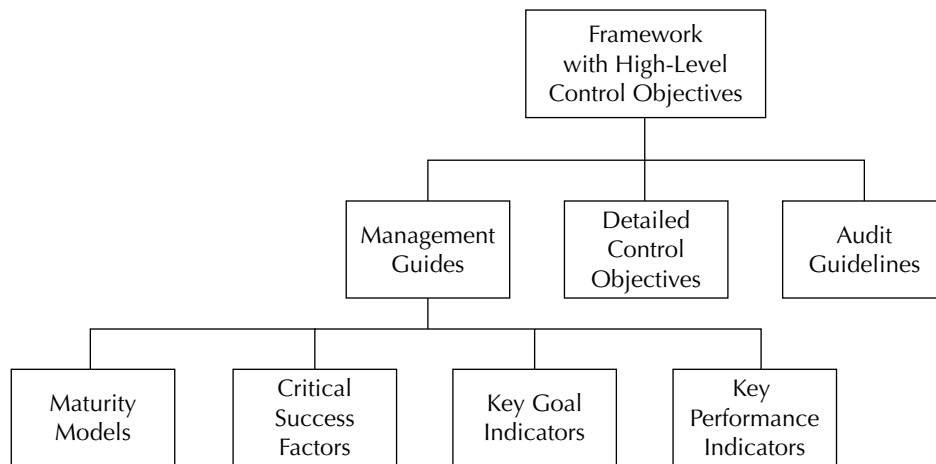 Framework
with High-Level
Control Objectives
Management
Guides
Detailed
Control
Objectives
Audit
Guidelines
Maturity
Models
Critical
Success
Factors
Key Goal
Indicators
Key
Performance
Indicators